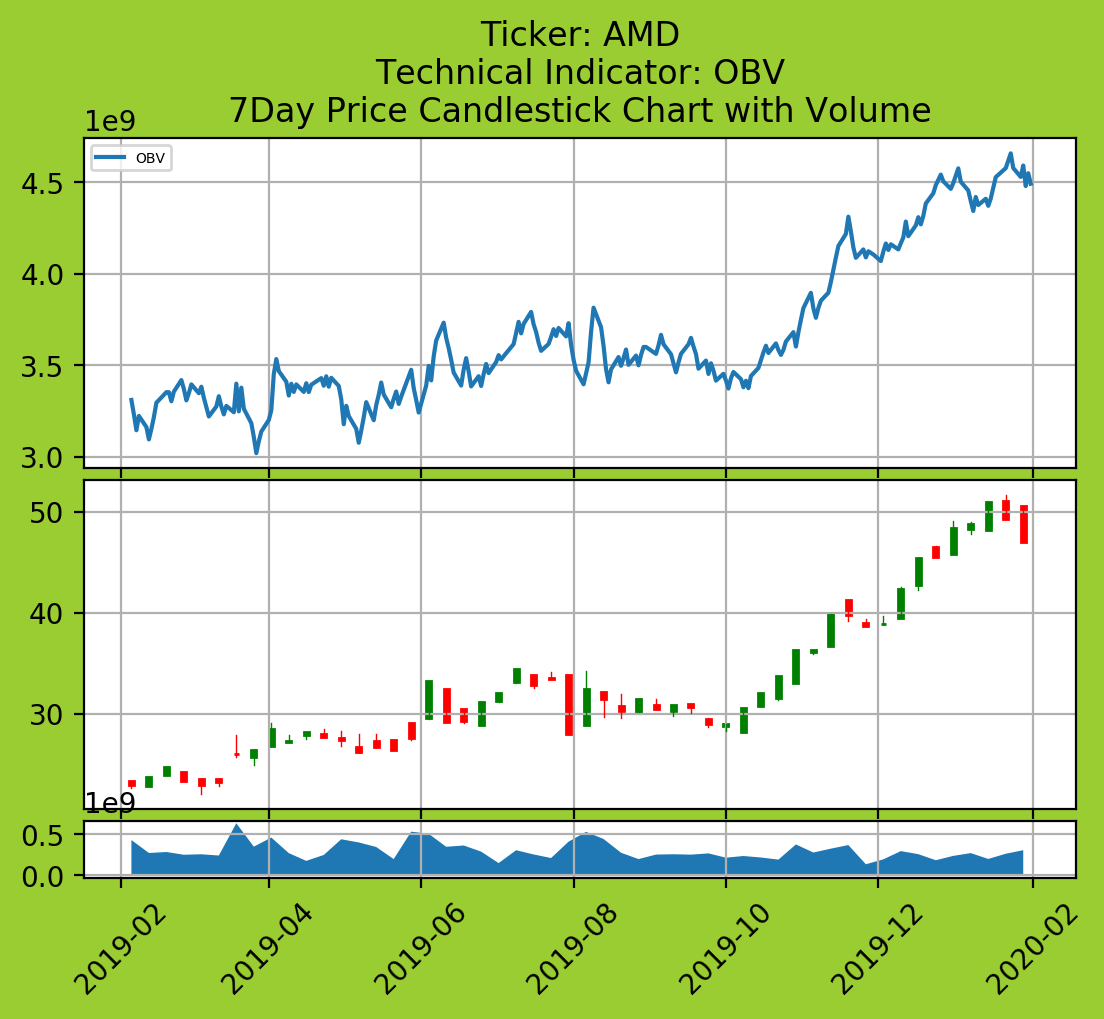 Ticker: AMD
Technical Indicator: OBV
7Day Price Candlestick Chart with Volume
1e9
OBV
4.5
4.0
3.5
3.0
50
40
30
1e9
0.5
0.0
2019-02
2019-04
2019-06
2019-08
2019-10
2019-12
2020-02